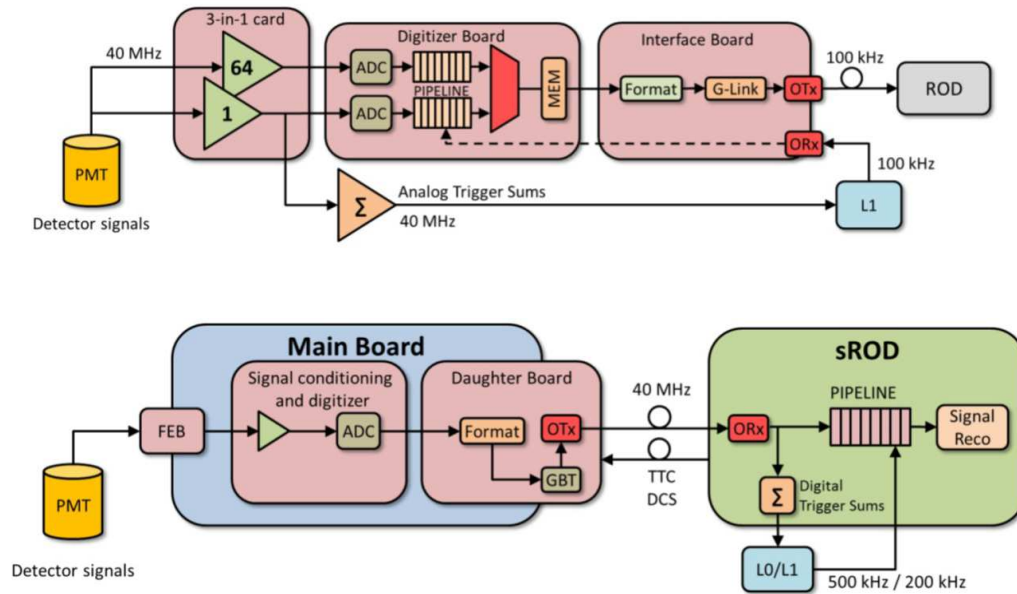 3-in-1 card
Digitizer Board
Interface Board
40 MHz
100 kHz
64
ADC
PIPELINE
MEM
Format
G-Link
OTx
ROD
1
ADC
ORx
100 kHz
PMT
Detector signals
Σ
Analog Trigger Sums
40 MHz
L1
Main Board
sROD
Signal conditioning
and digitizer
Daughter Board
40 MHz
PIPELINE
FEB
ADC
Format
OTx
GBT
ORx
Signal
Reco
TTC
DCS
Σ
Digital
Trigger Sums
PMT
Detector signals
L0/L1
500 kHz / 200 kHz